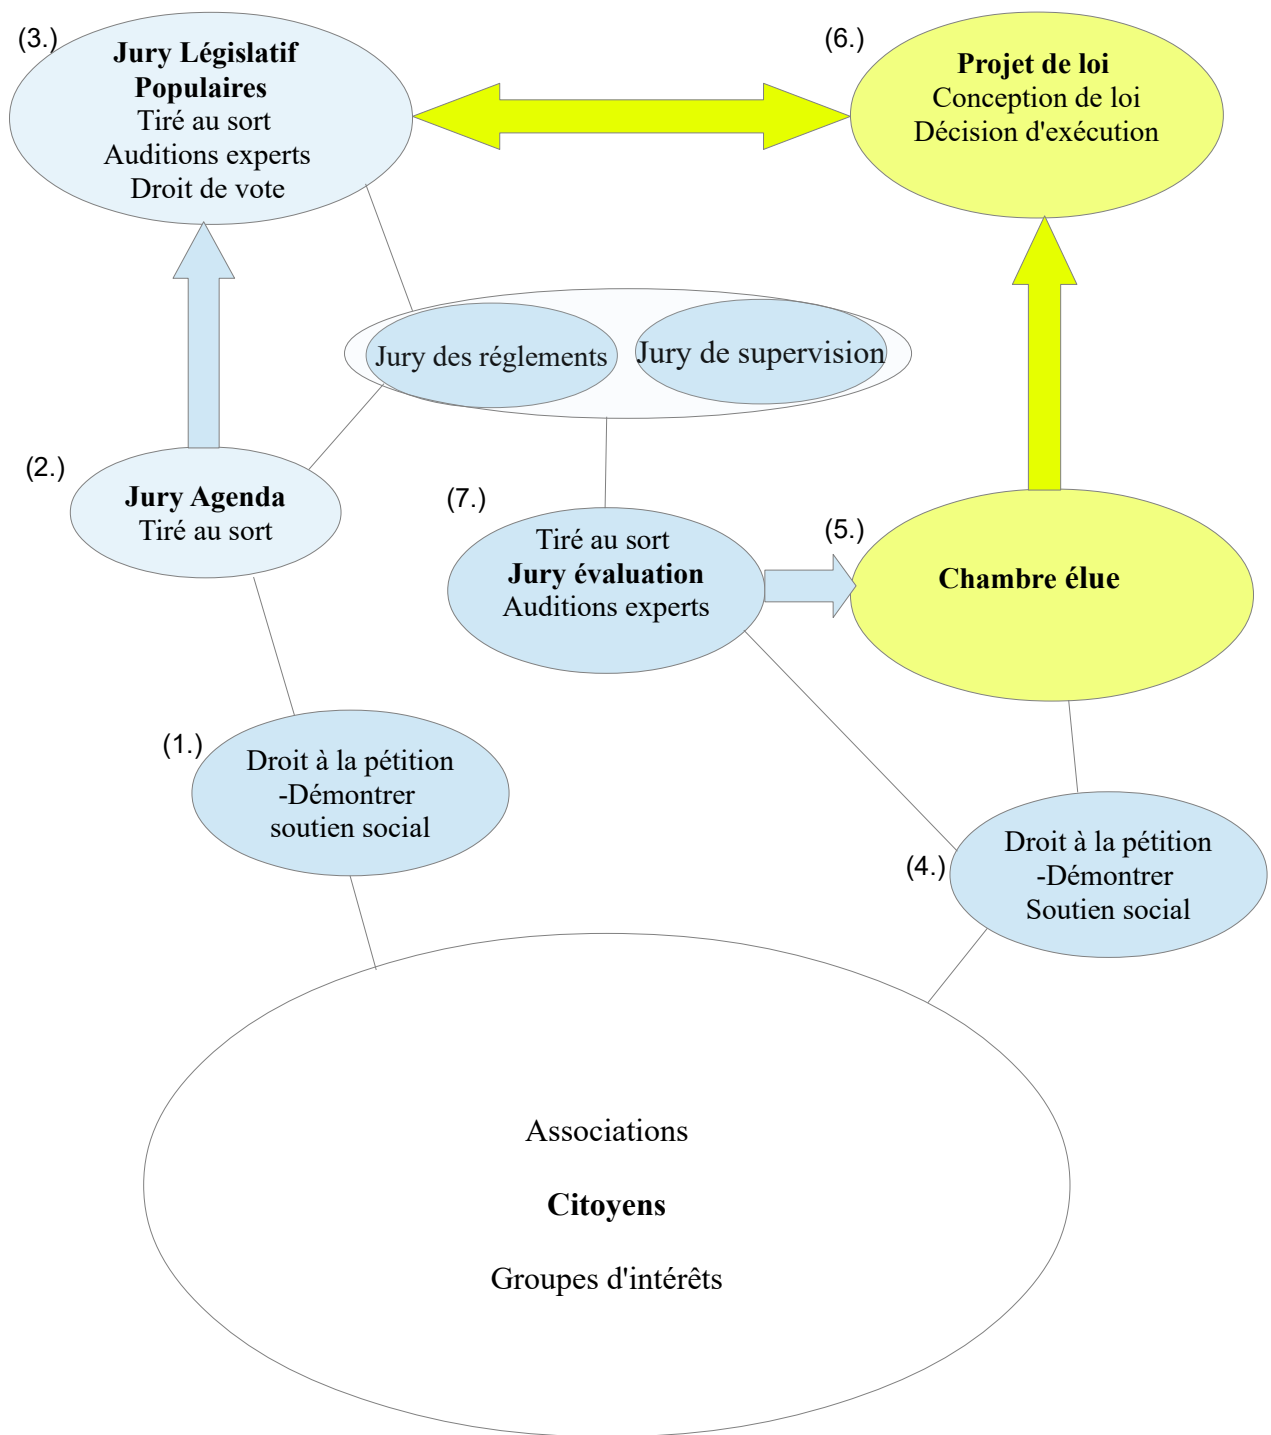 (3.)
Jury Législatif
Populaires
Tiré au sort
Auditions experts
Droit de vote
(6.)
Projet de loi
Conception de loi
Décision d'exécution
Jury des réglements
Jury de supervision
(2.)
Jury Agenda
Tiré au sort
(7.)
Tiré au sort
Jury évaluation
Auditions experts
(5.)
Chambre élue
(1.)
Droit à la pétition
-Démontrer
soutien social
(4.)
Droit à la pétition
-Démontrer
Soutien social
Associations
Citoyens
Groupes d'intérêts